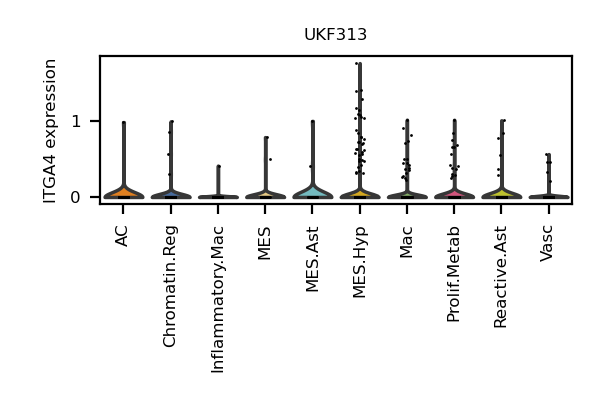 UKF313
ITGA4 expression
1
0
AC
Chromatin.Reg
Inflammatory.Mac
MES
MES.Ast
MES.Hyp
Mac
Prolif.Metab
Reactive.Ast
Vasc